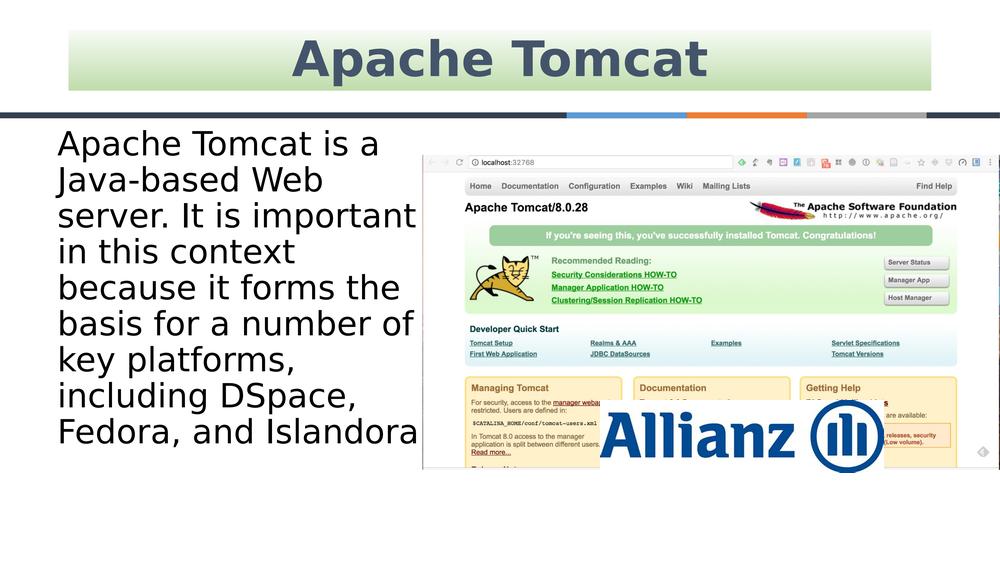 Apache Tomcat
Apache Tomcat is a
Java-based Web
server. It is important
in this context
because it forms the
basis for a number of
key platforms,
including DSpace,
Fedora, and Islandora
localhost:32768
Home Documentation Configuration Examples Wiki Mailing Lists Find Help
Apache Tomcat/8.0.28
The Apache Software Foundation
http://www.apache.org/
If you're seeing this, you've successfully installed Tomcat. Congratulations!
TM
Recommended Reading:
Security Considerations HOW-TO
Manager Application HOW-TO
Clustering/Session Replication HOW-TO
Server Status
Manager App
Host Manager
Developer Quick Start
Tomcat Setup
First Web Application
Realms & AAA
JDBC DataSources
Examples
Servlet Specifications
Tomcat Versions
Managing Tomcat
For security, access to the manager
restricted. Users are defined in:
$CATALINA_HOME/conf/tomcat-users.xml
In Tomcat 8.0 access to the manager
application is split between different users.
Read more...
Documentation
Getting Help
are available:
releases, security
(Low volume).
Allianz